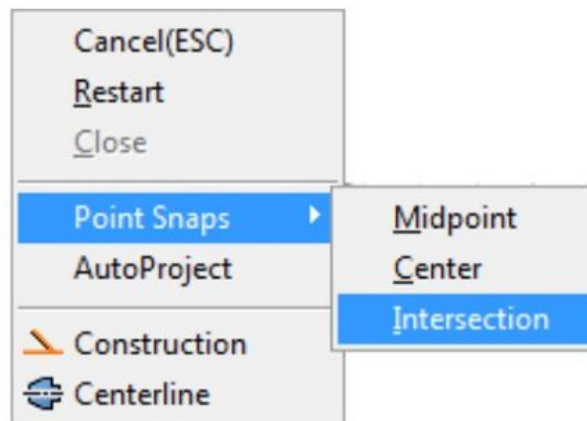 Cancel(ESC)
Restart
Close
Point Snaps
AutoProject
Construction
Centerline
Midpoint
Center
Intersection